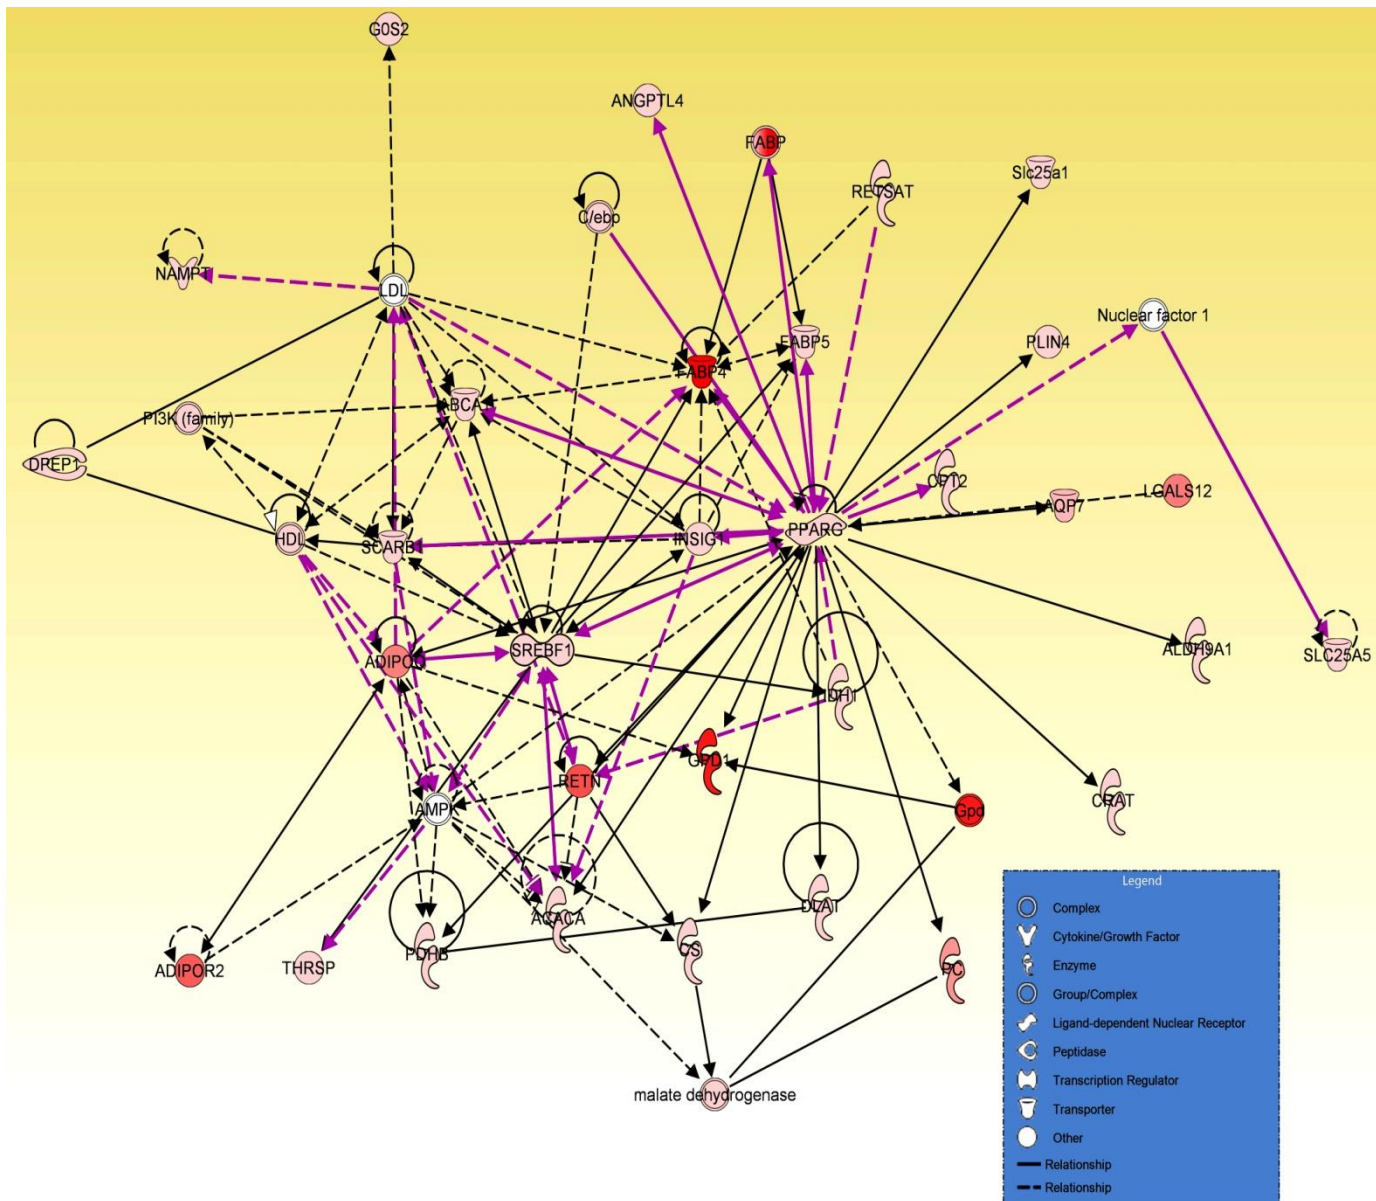 G0S2
ANGPTL4
FABP
RETSAT
Slc25a1
C/ebp
NAMPT
LDL
Nuclear factor 1
FABP5
PLIN4
FABP4
ABCA
PI3K (family)
DPEP1
CPT2
LGALS12
AQP7
PPARG
HDL
SCARB1
INSIG1
ADIPOQ
SREBF1
ALDH9A1
SLC25A5
IDH1
GPD1
RETN
AMPK
CRAT
Gpd
DLAT
ACACA
PDHB
CS
ADIPOR2
THRSP
PC
malate dehydrogenase
Legend
Complex
Cytokine/Growth Factor
Enzyme
Group/Complex
Ligand-dependent Nuclear Receptor
Peptidase
Transcription Regulator
Transporter
Other
Relationship
Relationship